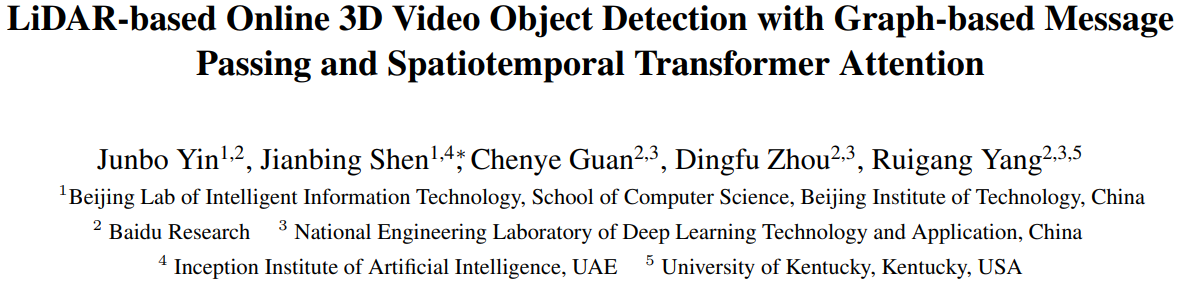 LiDAR-based Online 3D Video Object Detection with Graph-based Message
Passing and Spatiotemporal Transformer Attention
Junbo Yin1,2, Jianbing Shen1,4*, Chenye Guan2,3, Dingfu Zhou2,3, Ruigang Yang2,3,5
1Beijing Lab of Intelligent Information Technology, School of Computer Science, Beijing Institute of Technology, China
2 Baidu Research 3 National Engineering Laboratory of Deep Learning Technology and Application, China
4 Inception Institute of Artificial Intelligence, UAE 5 University of Kentucky, Kentucky, USA